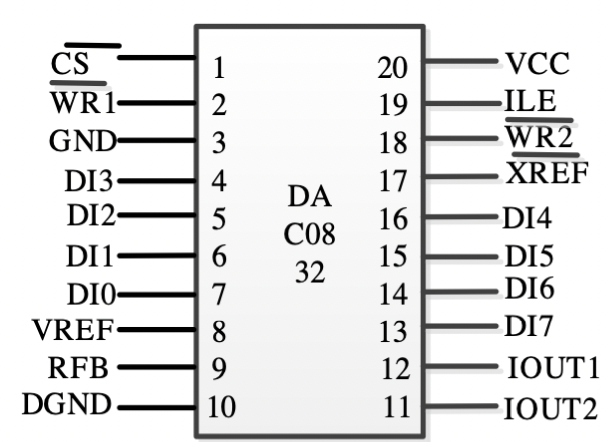 CS 1 20 VCC
WR1 2 19 ILE
GND 3 18 WR2
DI3 4 17 XREF
DI2 5 16 DI4
DI1 6 15 DI5
DI0 7 14 DI6
VREF 8 13 DI7
RFB 9 12 IOUT1
DGND 10 11 IOUT2
DA
C08
32